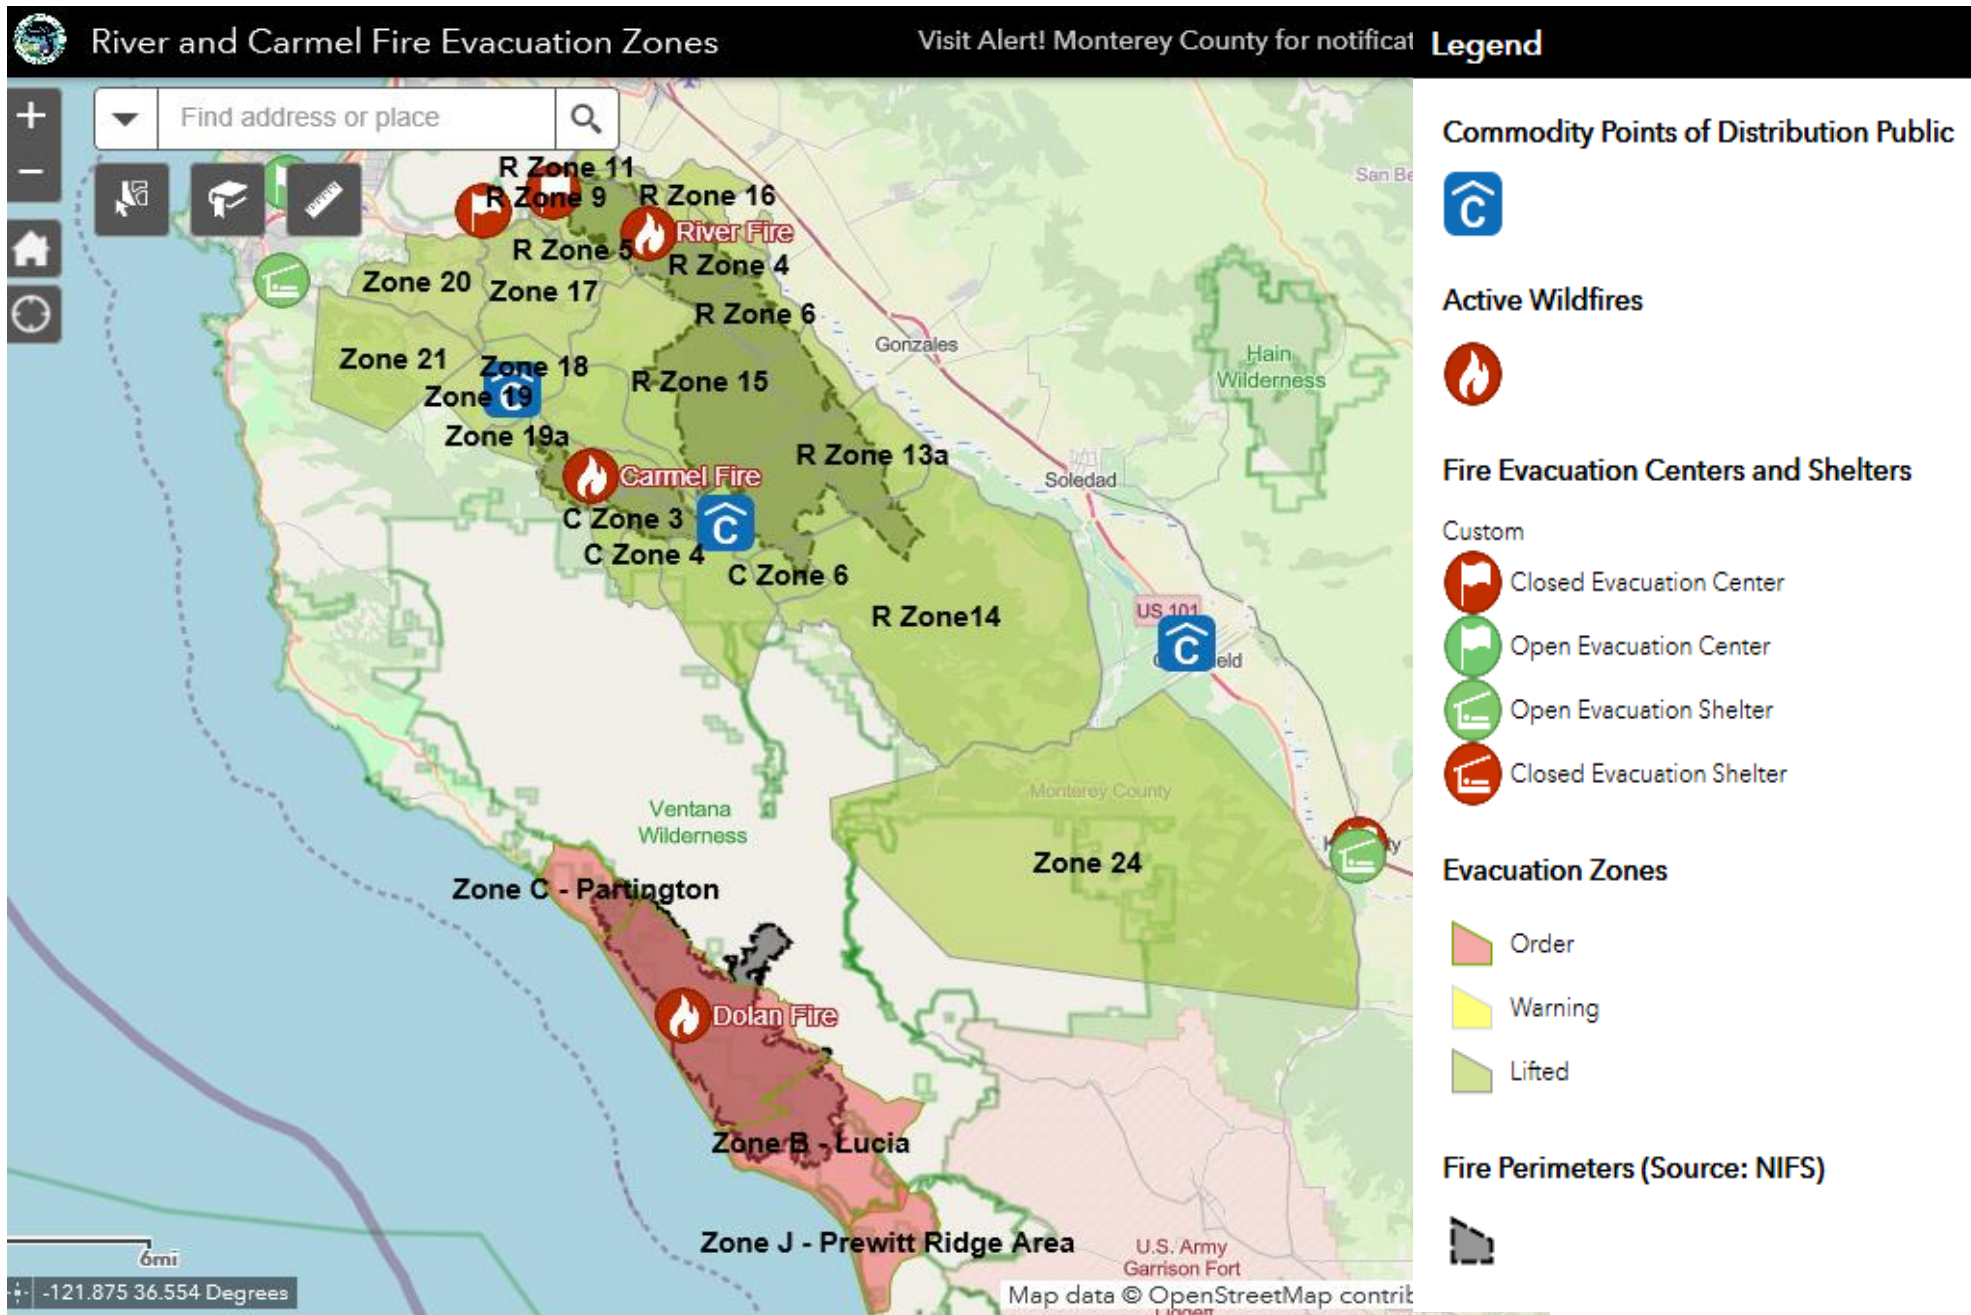 River and Carmel Fire Evacuation Zones
Visit Alert! Monterey County for notificat
Legend
Find address or place
R Zone 11
R Zone 9
R Zone 16
River Fire
R Zone 5
R Zone 4
Zone 20
Zone 17
R Zone 6
Gonzales
Zone 21
Zone 18
R Zone 15
Zone 19
Zone 19a
Hain
Wilderness
San Be
R Zone 13a
Carmel Fire
Soledad
C Zone 3
C Zone 4
C Zone 6
R Zone14
US 101
eld
Monterey County
Ventana
Wilderness
Zone 24
Zone C - Partington
Dolan Fire
Zone B - Lucia
Zone J - Prewitt Ridge Area
U.S. Army
Garrison Fort
6mi
-121.875 36.554 Degrees
Map data © OpenStreetMap contrib
Commodity Points of Distribution Public
C
Active Wildfires
Fire Evacuation Centers and Shelters
Custom
Closed Evacuation Center
Open Evacuation Center
Open Evacuation Shelter
Closed Evacuation Shelter
Evacuation Zones
Order
Warning
Lifted
Fire Perimeters (Source: NIFS)